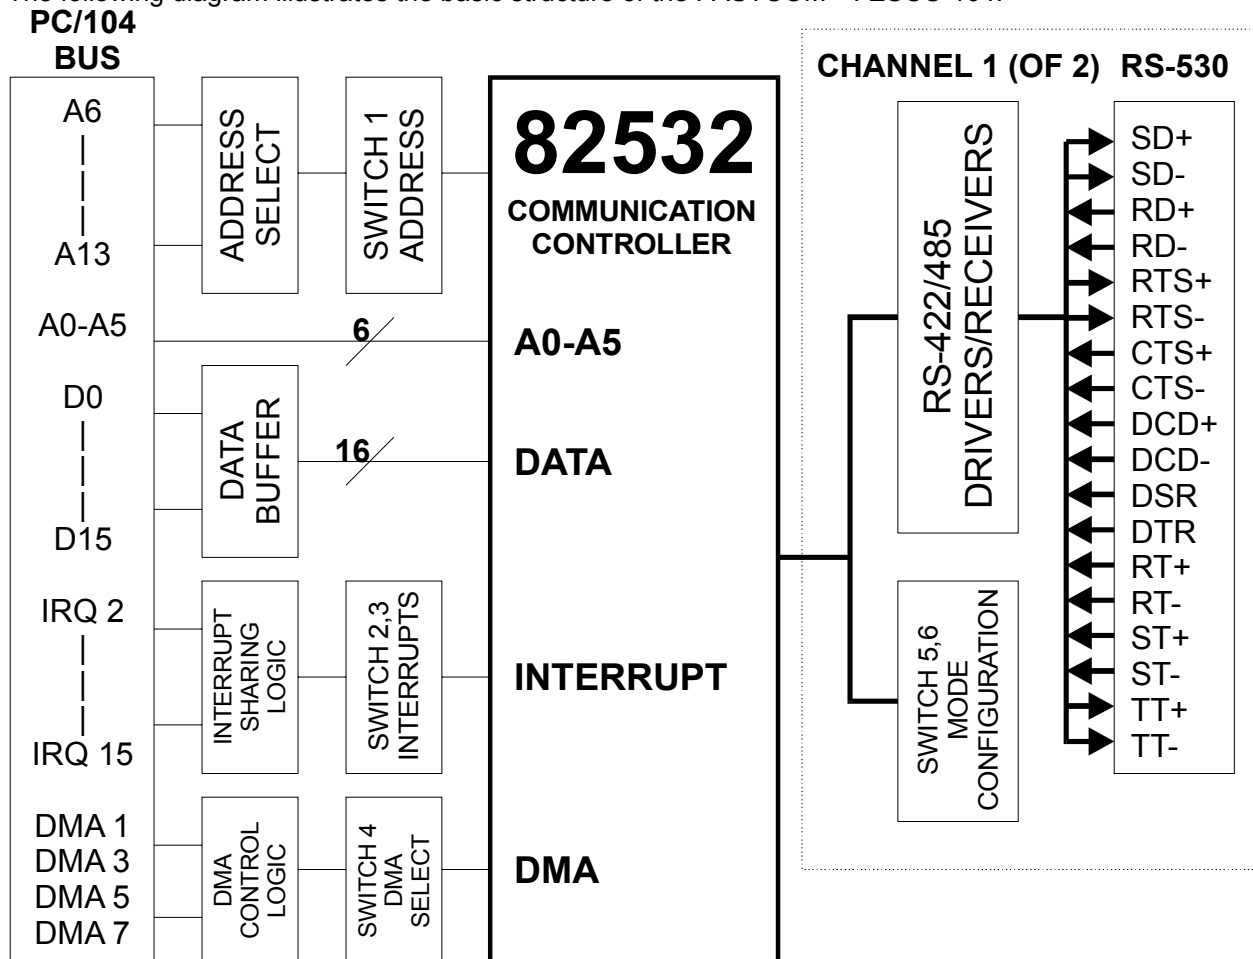 PC/104
BUS
A6
A13
A0-A5
D0
D15
IRQ 2
IRQ 15
DMA 1
DMA 3
DMA 5
DMA 7
ADDRESS
SELECT
SWITCH 1
ADDRESS
6
DATA
BUFFER
16
INTERRUPT
SHARING
LOGIC
SWITCH 2,3
INTERRUPTS
DMA
CONTROL
LOGIC
SWITCH 4
DMA
SELECT
82532
COMMUNICATION
CONTROLLER
A0-A5
DATA
INTERRUPT
DMA
CHANNEL 1 (OF 2) RS-530
RS-422/485
DRIVERS/RECEIVERS
SWITCH 5,6
MODE
CONFIGURATION
SD+
SD-
RD+
RD-
RTS+
RTS-
CTS+
CTS-
DCD+
DCD-
DSR
DTR
RT+
RT-
ST+
ST-
TT+
TT-